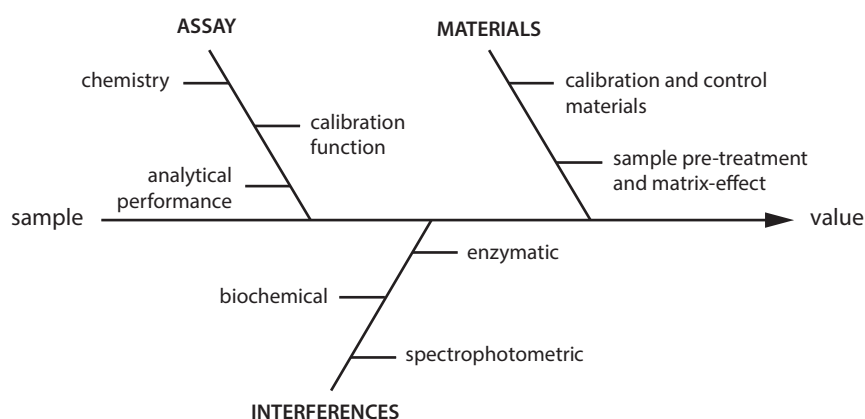 ASSAY
MATERIALS
chemistry
calibration and control
materials
calibration
function
sample pre-treatment
and matrix-effect
analytical
performance
sample
value
enzymatic
biochemical
spectrophotometric
INTERFERENCES